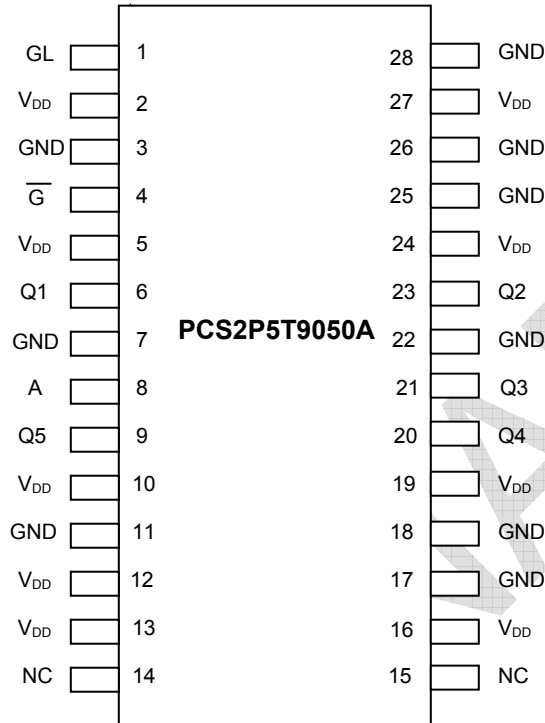 GL 1 28 GND
VDD 2 27 VDD
GND 3 26 GND
G̅ 4 25 GND
VDD 5 24 VDD
Q1 6 23 Q2
GND 7 PCS2P5T9050A 22 GND
A 8 21 Q3
Q5 9 20 Q4
VDD 10 19 VDD
GND 11 18 GND
VDD 12 17 GND
VDD 13 16 VDD
NC 14 15 NC